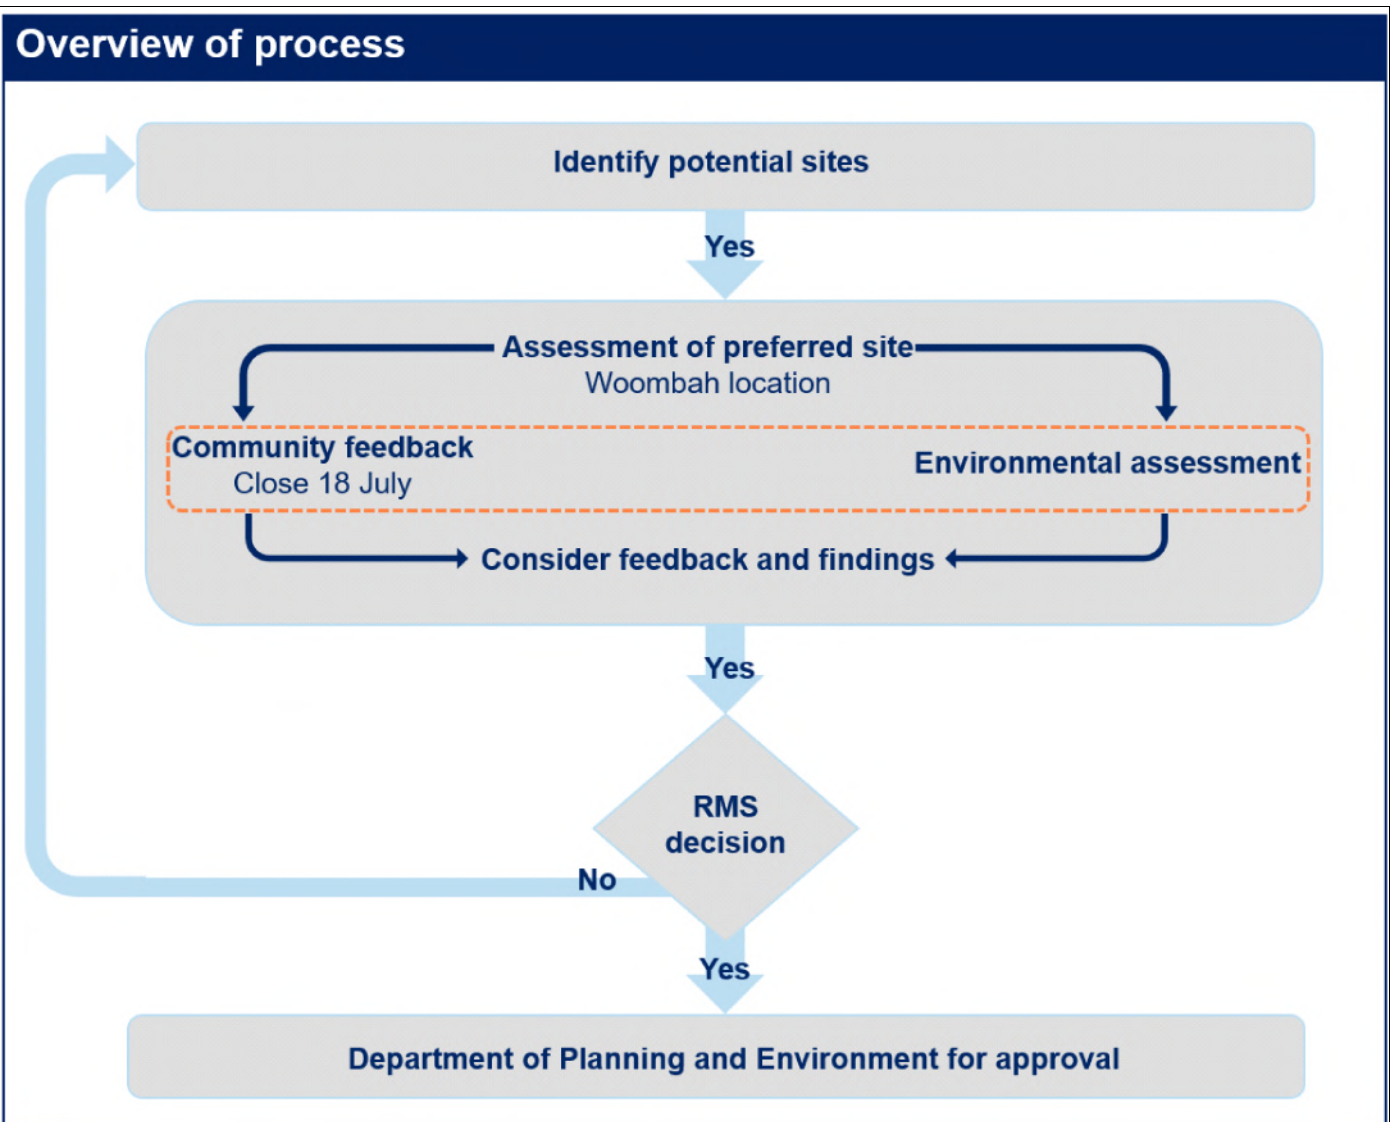 Overview of process
Identify potential sites
Yes
Assessment of preferred site
Woombah location
Community feedback
Close 18 July
Environmental assessment
Consider feedback and findings
Yes
RMS
decision
No
Yes
Department of Planning and Environment for approval